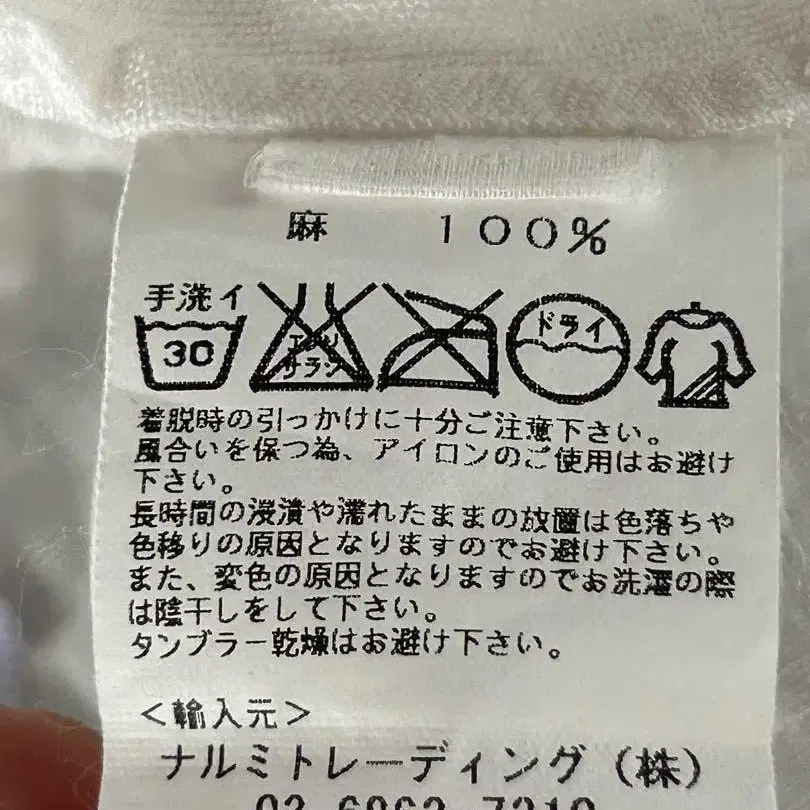 麻 100%
手洗イ
30
エンソ
サラシ
ドライ
着脱時の引っかけに十分ご注意下さい。
風合いを保つ為、アイロンのご使用はお避け
下さい。
長時間の浸漬や濡れたままの放置は色落ちや
色移りの原因となりますのでお避け下さい。
また、変色の原因となりますのでお洗濯の際
は陰干しをして下さい。
タンブラー乾燥はお避け下さい。
<輸入元>
ナルミトレーディング(株)